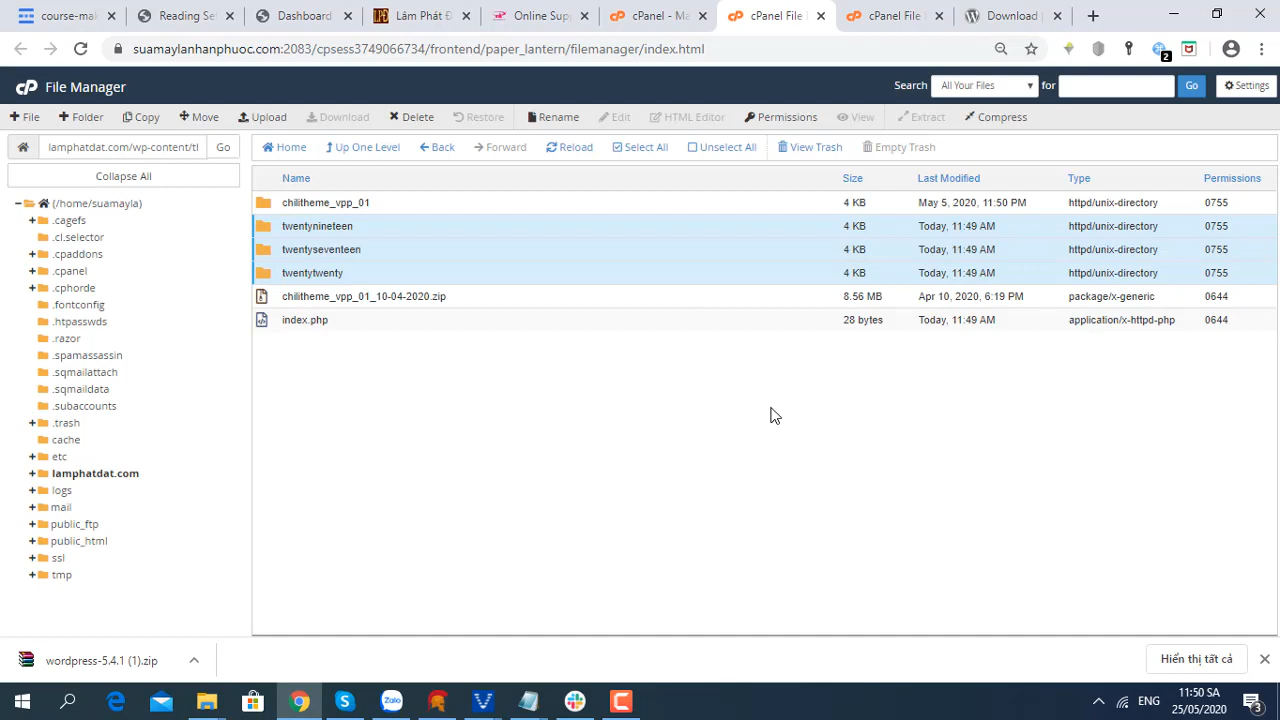 course-mak
Reading Se
Dashboard
Lâm Phát Đ
Online Supp
cPanel - Ma
cPanel File M
cPanel File M
Download |
suamaylanhanphuoc.com:2083/cpsess3749066734/frontend/paper_lantern/filemanager/index.html
2
File Manager
Search
All Your Files
for
Go
Settings
File
Folder
Copy
Move
Upload
Download
Delete
Restore
Rename
Edit
HTML Editor
Permissions
View
Extract
Compress
lamphatdat.com/wp-content/tl
Go
Home
Up One Level
Back
Forward
Reload
Select All
Unselect All
View Trash
Empty Trash
Collapse All
Name Size Last Modified Type Permissions
chilitheme_vpp_01 4 KB May 5, 2020, 11:50 PM httpd/unix-directory 0755
twentynineteen 4 KB Today, 11:49 AM httpd/unix-directory 0755
twentyseventeen 4 KB Today, 11:49 AM httpd/unix-directory 0755
twentytwenty 4 KB Today, 11:49 AM httpd/unix-directory 0755
chilitheme_vpp_01_10-04-2020.zip 8.56 MB Apr 10, 2020, 6:19 PM package/x-generic 0644
index.php 28 bytes Today, 11:49 AM application/x-httpd-php 0644
(/home/suamayla)
.cagefs
.cl.selector
.cpaddons
.cpanel
.cphorde
.fontconfig
.htpasswds
.razor
.spamassassin
.sqmailattach
.sqmaildata
.subaccounts
.trash
cache
etc
lamphatdat.com
logs
mail
public_ftp
public_html
ssl
tmp
wordpress-5.4.1 (1).zip
Hiển thị tất cả
Zalo
ENG
11:50 SA
25/05/2020
3